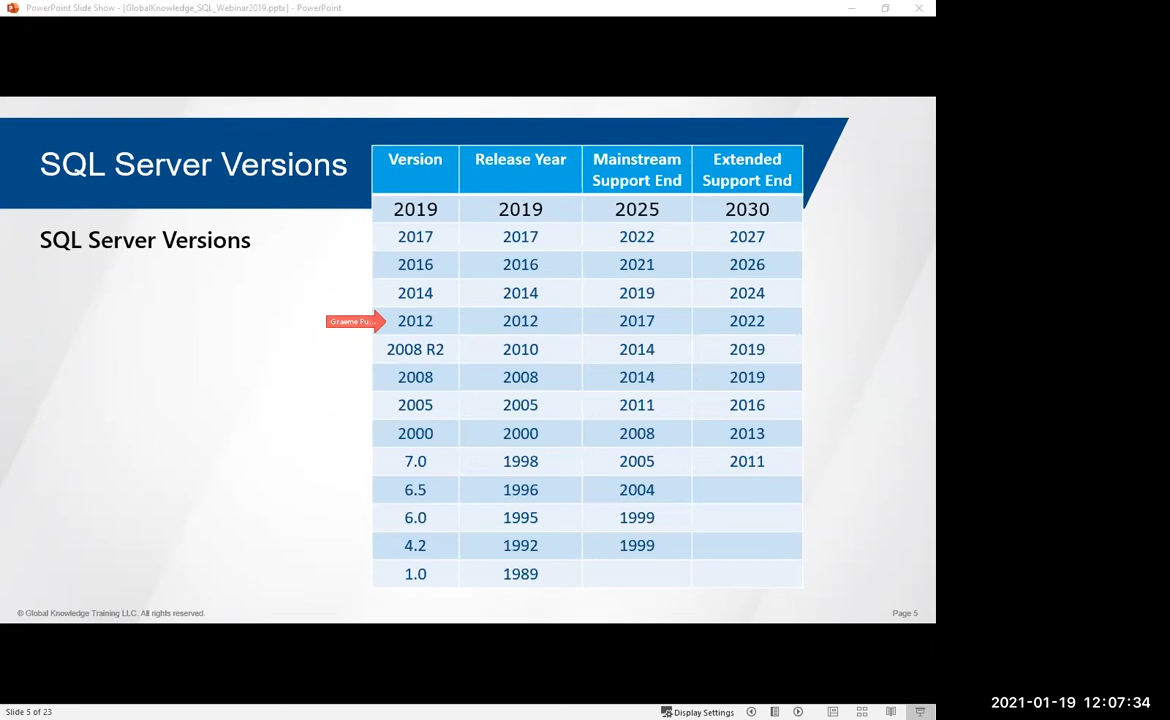 PowerPoint Slide Show - [GlobalKnowledge_SQL_Webinar2019.pptx] - PowerPoint
SQL Server Versions
SQL Server Versions
Version Release Year Mainstream Support End Extended Support End
2019 2019 2025 2030
2017 2017 2022 2027
2016 2016 2021 2026
2014 2014 2019 2024
Graeme Pu... 2012 2012 2017 2022
2008 R2 2010 2014 2019
2008 2008 2014 2019
2005 2005 2011 2016
2000 2000 2008 2013
7.0 1998 2005 2011
6.5 1996 2004
6.0 1995 1999
4.2 1992 1999
1.0 1989
© Global Knowledge Training LLC. All rights reserved. Page 5
2021-01-19 12:07:34
Slide 5 of 23 Display Settings